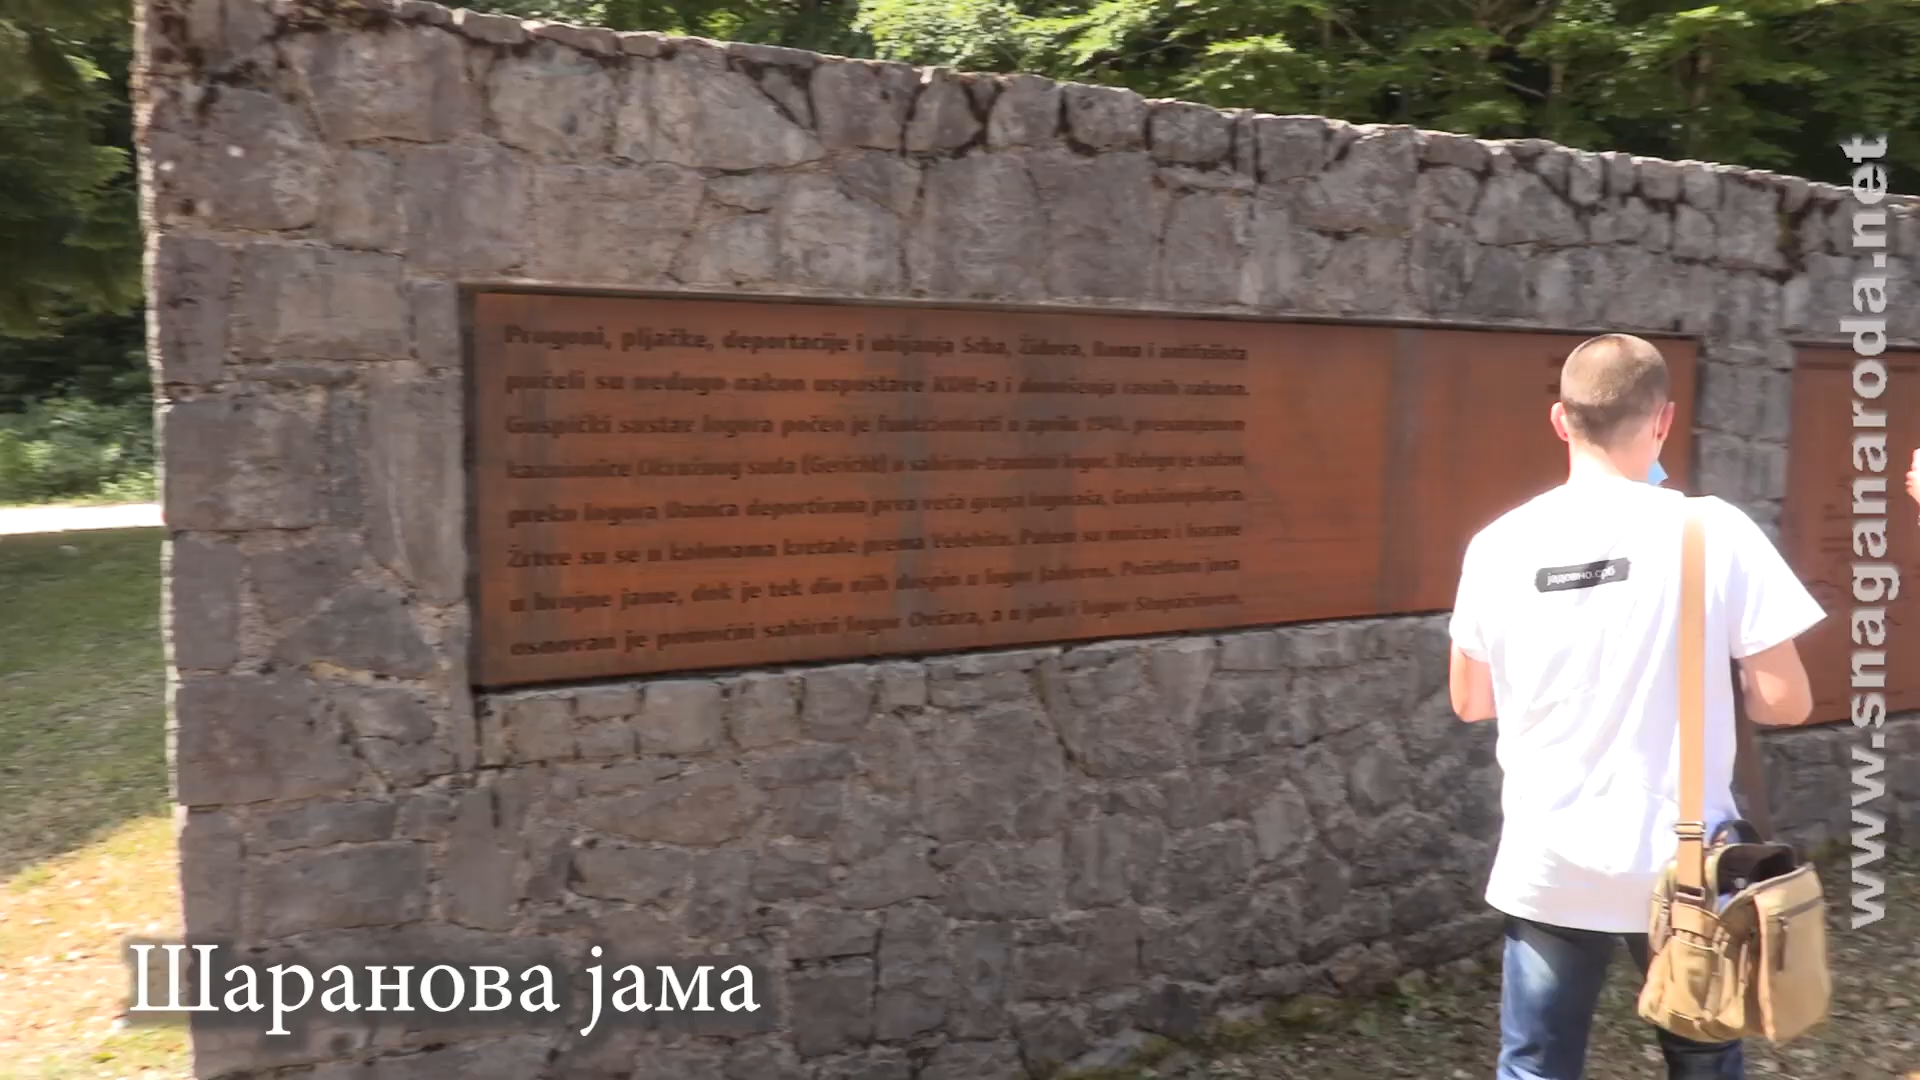 Progoni, pljačke, deportacije i ubijanja Srba, Židova, Roma i antifašista
počeli su nedugo nakon uspostave NDH-a i donošenja rasnih zakona.
Gospićki sustav logora počeo je funkcionirati u aprilu 1941. pretvaranjem
kaznionice Okružnog suda (Gericht) u sabirno-tranzitni logor. Nedugo je nakon
preko logora Danica deportirana prva veća grupa logoraša, Grubišnopoljaca.
Žrtve su se u kolonama kretale prema Velebitu. Putem su mučene i bacane
u brojne jame, dok je tek dio njih dospio u logor Jadovno. Početkom juna
osnovan je pomoćni sabirni logor Ovčara, a u julu i logor Stupačinovo.
јадовно.срб
Шаранова јама
www.snaganaroda.net